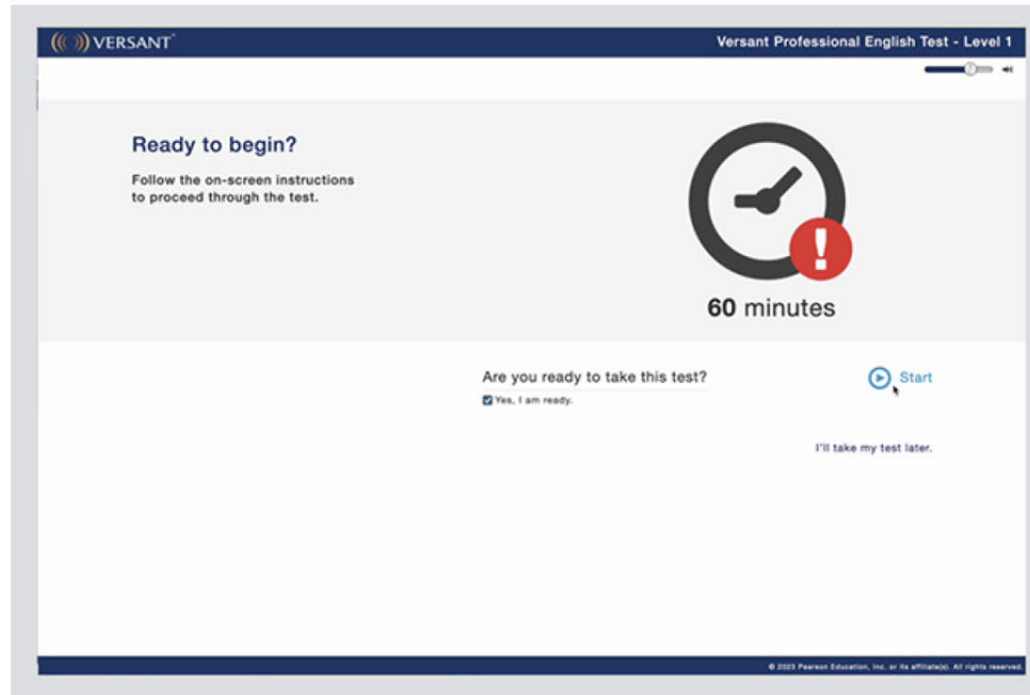 VERSANT
Versant Professional English Test - Level 1
Ready to begin?
Follow the on-screen instructions
to proceed through the test.
60 minutes
Are you ready to take this test?
Yes, I am ready.
Start
I'll take my test later.
© 2023 Pearson Education, Inc. or its affiliate(s). All rights reserved.